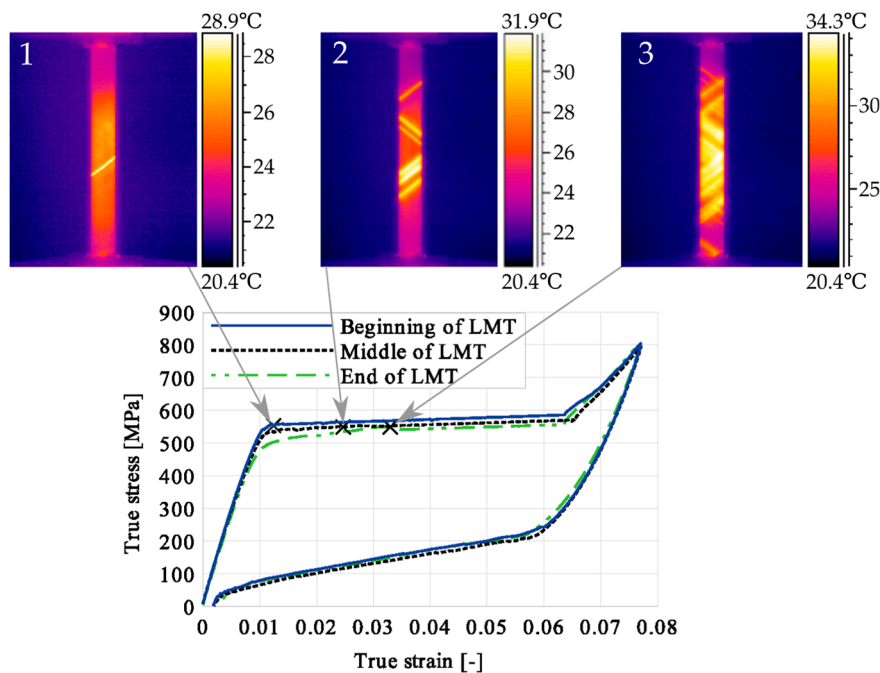 28.9°C
31.9°C
34.3°C
1
28
26
24
22
20.4°C
2
30
28
26
24
22
20.4°C
3
30
25
20.4°C
900
800
700
600
500
400
300
200
100
0
True stress [MPa]
Beginning of LMT
Middle of LMT
End of LMT
0 0.01 0.02 0.03 0.04 0.05 0.06 0.07 0.08
True strain [-]